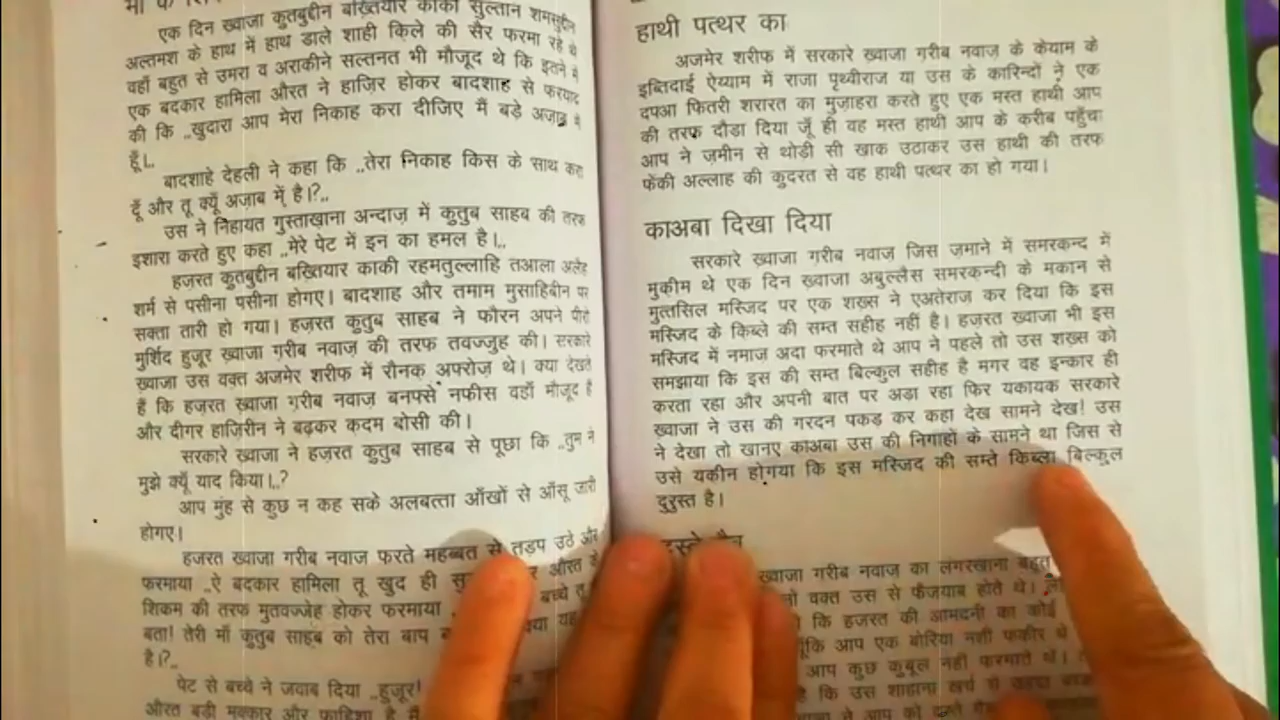 माँ के
एक दिन ख़्वाजा कुतबुद्दीन बख़्तियार काकी सुल्तान शमसुद्दीन
अल्तमश के हाथ में हाथ डाले शाही क़िले की सैर फरमा रहे थे
वहाँ बहुत से उमरा व अराकीने सल्तनत भी मौजूद थे कि इतने में
एक बदकार हामिला औरत ने हाज़िर होकर बादशाह से फरयाद
की कि ,,खुदारा आप मेरा निकाह करा दीजिए मैं बड़े अज़ाब में
हूँ।,,
बादशाहे देहली ने कहा कि ,,तेरा निकाह किस के साथ करा
दूँ और तू क्यूँ अज़ाब में है।?,,
उस ने निहायत गुस्ताखाना अन्दाज़ में कुतुब साहब की तरफ
इशारा करते हुए कहा ,,मेरे पेट में इन का हमल है।,,
हज़रत कुतबुद्दीन बख़्तियार काकी रहमतुल्लाहि तआला अलैह
शर्म से पसीना पसीना होगए। बादशाह और तमाम मुसाहिबीन पर
सक्ता तारी हो गया। हज़रत कुतुब साहब ने फौरन अपने पीरो
मुर्शिद हुजूर ख़्वाजा गरीब नवाज़ की तरफ तवज्जुह की। सरकारे
ख़्वाजा उस वक्त अजमेर शरीफ में रौनक़ अफ्रोज़ थे। क्या देखते
हैं कि हज़रत ख़्वाजा ग़रीब नवाज़ बनफ्से नफीस वहाँ मौजूद हैं
और दीगर हाज़िरीन ने बढ़कर क़दम बोसी की।
सरकारे ख़्वाजा ने हज़रत कुतुब साहब से पूछा कि ,,तुम ने
मुझे क्यूँ याद किया।,,?
आप मुंह से कुछ न कह सके अलबत्ता आँखों से आँसू जारी
होगए।
हजरत ख़्वाजा गरीब नवाज फरते महब्बत से तड़प उठे और
फरमाया ,,ऐ बदकार हामिला तू खुद ही औरत के
शिकम की तरफ मुतवज्जेह होकर फरमाया बच्चे तू
बता! तेरी माँ कुतुब साहब को तेरा बाप क्या यह
है।?,,
पेट से बच्चे ने जवाब दिया ,,हुजूर!
औरत बड़ी मक्कार और फाहिशा है
हाथी पत्थर का
अजमेर शरीफ में सरकारे ख़्वाजा ग़रीब नवाज़ के केयाम के
इब्तिदाई ऐय्याम में राजा पृथ्वीराज या उस के कारिन्दों ने एक
दफ्आ फितरी शरारत का मुज़ाहरा करते हुए एक मस्त हाथी आप
की तरफ दौडा दिया जूँ ही वह मस्त हाथी आप के करीब पहुँचा
आप ने ज़मीन से थोड़ी सी खाक उठाकर उस हाथी की तरफ
फेंकी अल्लाह की कुदरत से वह हाथी पत्थर का हो गया।
काअबा दिखा दिया
सरकारे ख़्वाजा ग़रीब नवाज़ जिस ज़माने में समरकन्द में
मुक़ीम थे एक दिन ख़्वाजा अबुल्लैस समरकन्दी के मकान से
मुत्तसिल मस्जिद पर एक शख्स ने एअतेराज़ कर दिया कि इस
मस्जिद के क़िब्ले की सम्त सहीह नहीं है। हज़रत ख़्वाजा भी इस
मस्जिद में नमाज़ अदा फरमाते थे आप ने पहले तो उस शख्स को
समझाया कि इस की सम्त बिल्कुल सहीह है मगर वह इन्कार ही
करता रहा और अपनी बात पर अडा रहा फिर यकायक सरकारे
ख़्वाजा ने उस की गरदन पकड़ कर कहा देख सामने देख! उस
ने देखा तो खानए काअबा उस की निगाहों के सामने था जिस से
उसे यकीन होगया कि इस मस्जिद की सम्ते किब्ला बिल्कुल
दुरुस्त है।
ख्वाजा गरीब नवाज का लंगरखाना बहुत
वक्त उस से फैजयाब होते थे।
कि हजरत की आमदनी का कोई
आप एक बोरिया नशीं फकीर थे
आप कुछ कुबूल नहीं फरमाते थे।
है कि उस शाहाना खर्च से
ने आप को